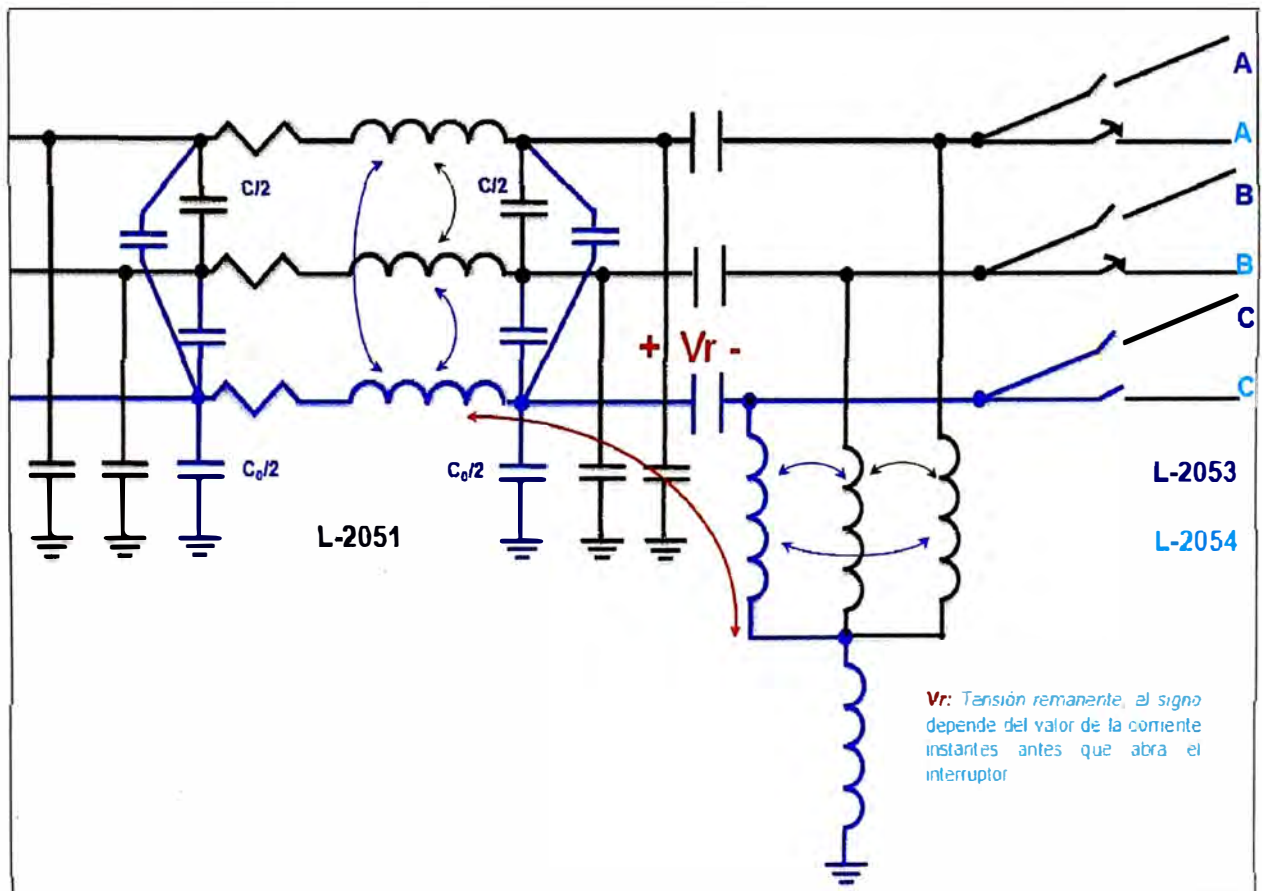 A
A
C/2
C/2
B
B
+ Vr -
C
C
C₀/2
C₀/2
L-2051
L-2053
L-2054
Vr: Tansión remanente, al signo
depende del valor de la corriente
instantes antes que abra el
interruptor